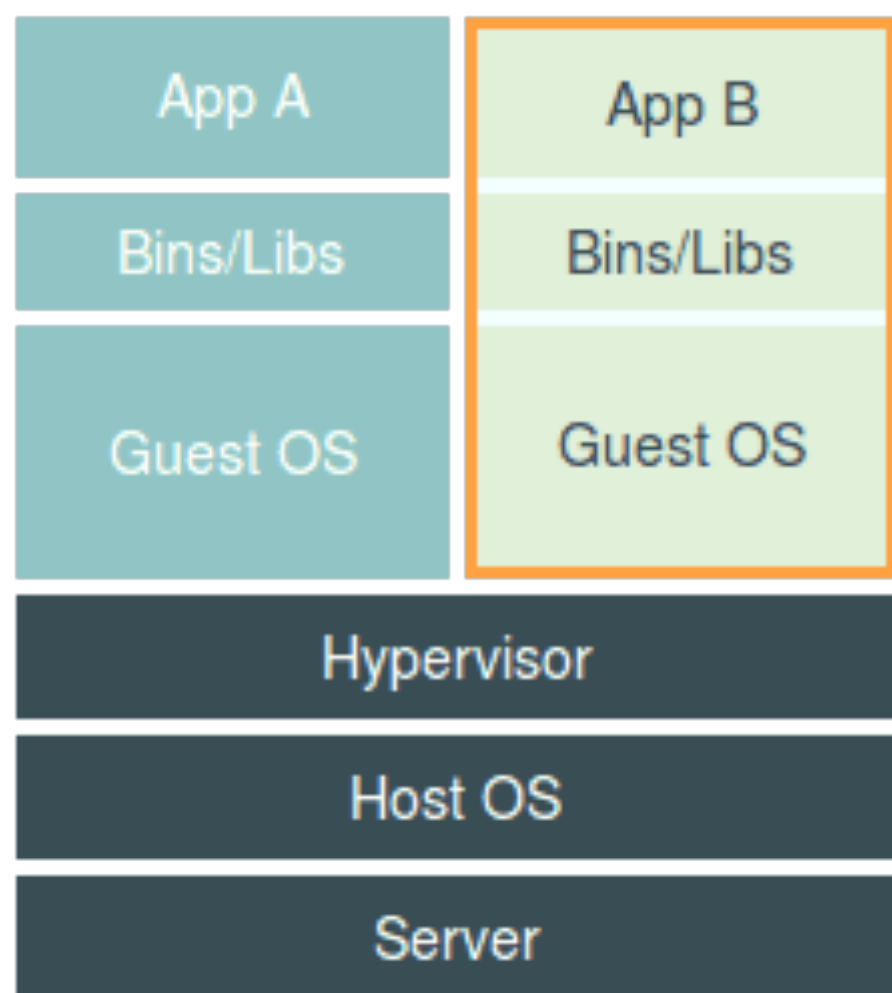 App A
Bins/Libs
Guest OS
App B
Bins/Libs
Guest OS
Hypervisor
Host OS
Server